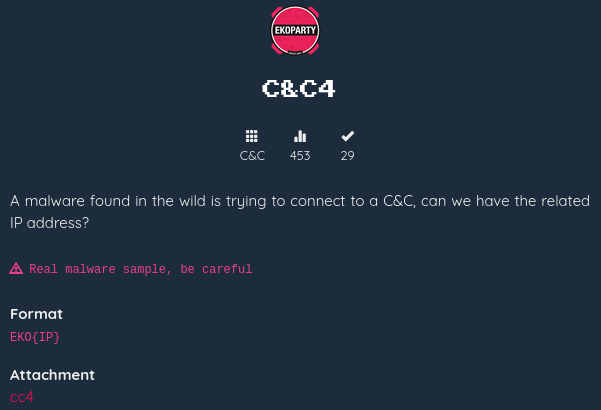 EKOPARTY
C&C4
C&C 453 29
A malware found in the wild is trying to connect to a C&C, can we have the related
IP address?
Real malware sample, be careful
Format
EKO{IP}
Attachment
cc4